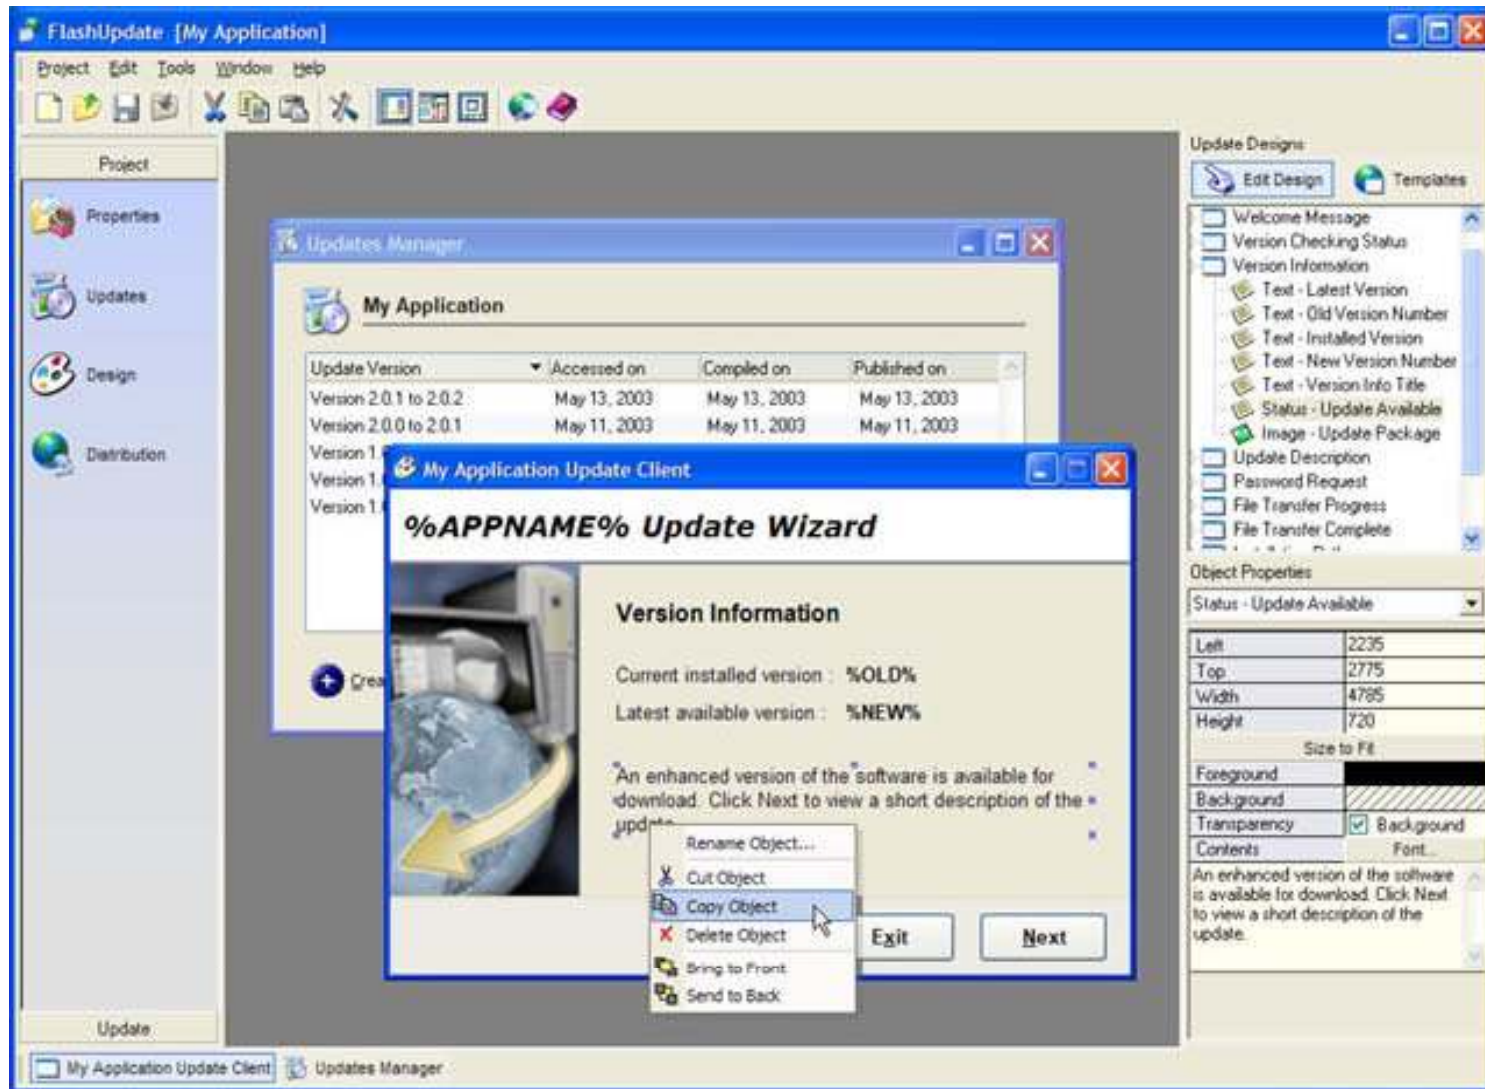 FlashUpdate [My Application]
Project Edit Tools Window Help
Project
Properties
Updates
Design
Distribution
Update
Updates Manager
My Application
Update Version Accessed on Compiled on Published on
Version 2.0.1 to 2.0.2 May 13, 2003 May 13, 2003 May 13, 2003
Version 2.0.0 to 2.0.1 May 11, 2003 May 11, 2003 May 11, 2003
Version 1.
Version 1.
Version 1.
My Application Update Client
%APPNAME% Update Wizard
Version Information
Current installed version : %OLD%
Latest available version : %NEW%
An enhanced version of the software is available for
download. Click Next to view a short description of the
update.
Rename Object...
Cut Object
Copy Object
Delete Object
Bring to Front
Send to Back
Exit Next
Update Designs
Edit Design Templates
Welcome Message
Version Checking Status
Version Information
Text - Latest Version
Text - Old Version Number
Text - Installed Version
Text - New Version Number
Text - Version Info Title
Status - Update Available
Image - Update Package
Update Description
Password Request
File Transfer Progress
File Transfer Complete
Object Properties
Status - Update Available
Left 2235
Top 2775
Width 4785
Height 720
Size to Fit
Foreground
Background
Transparency Background
Contents Font...
An enhanced version of the software
is available for download. Click Next
to view a short description of the
update.
My Application Update Client Updates Manager